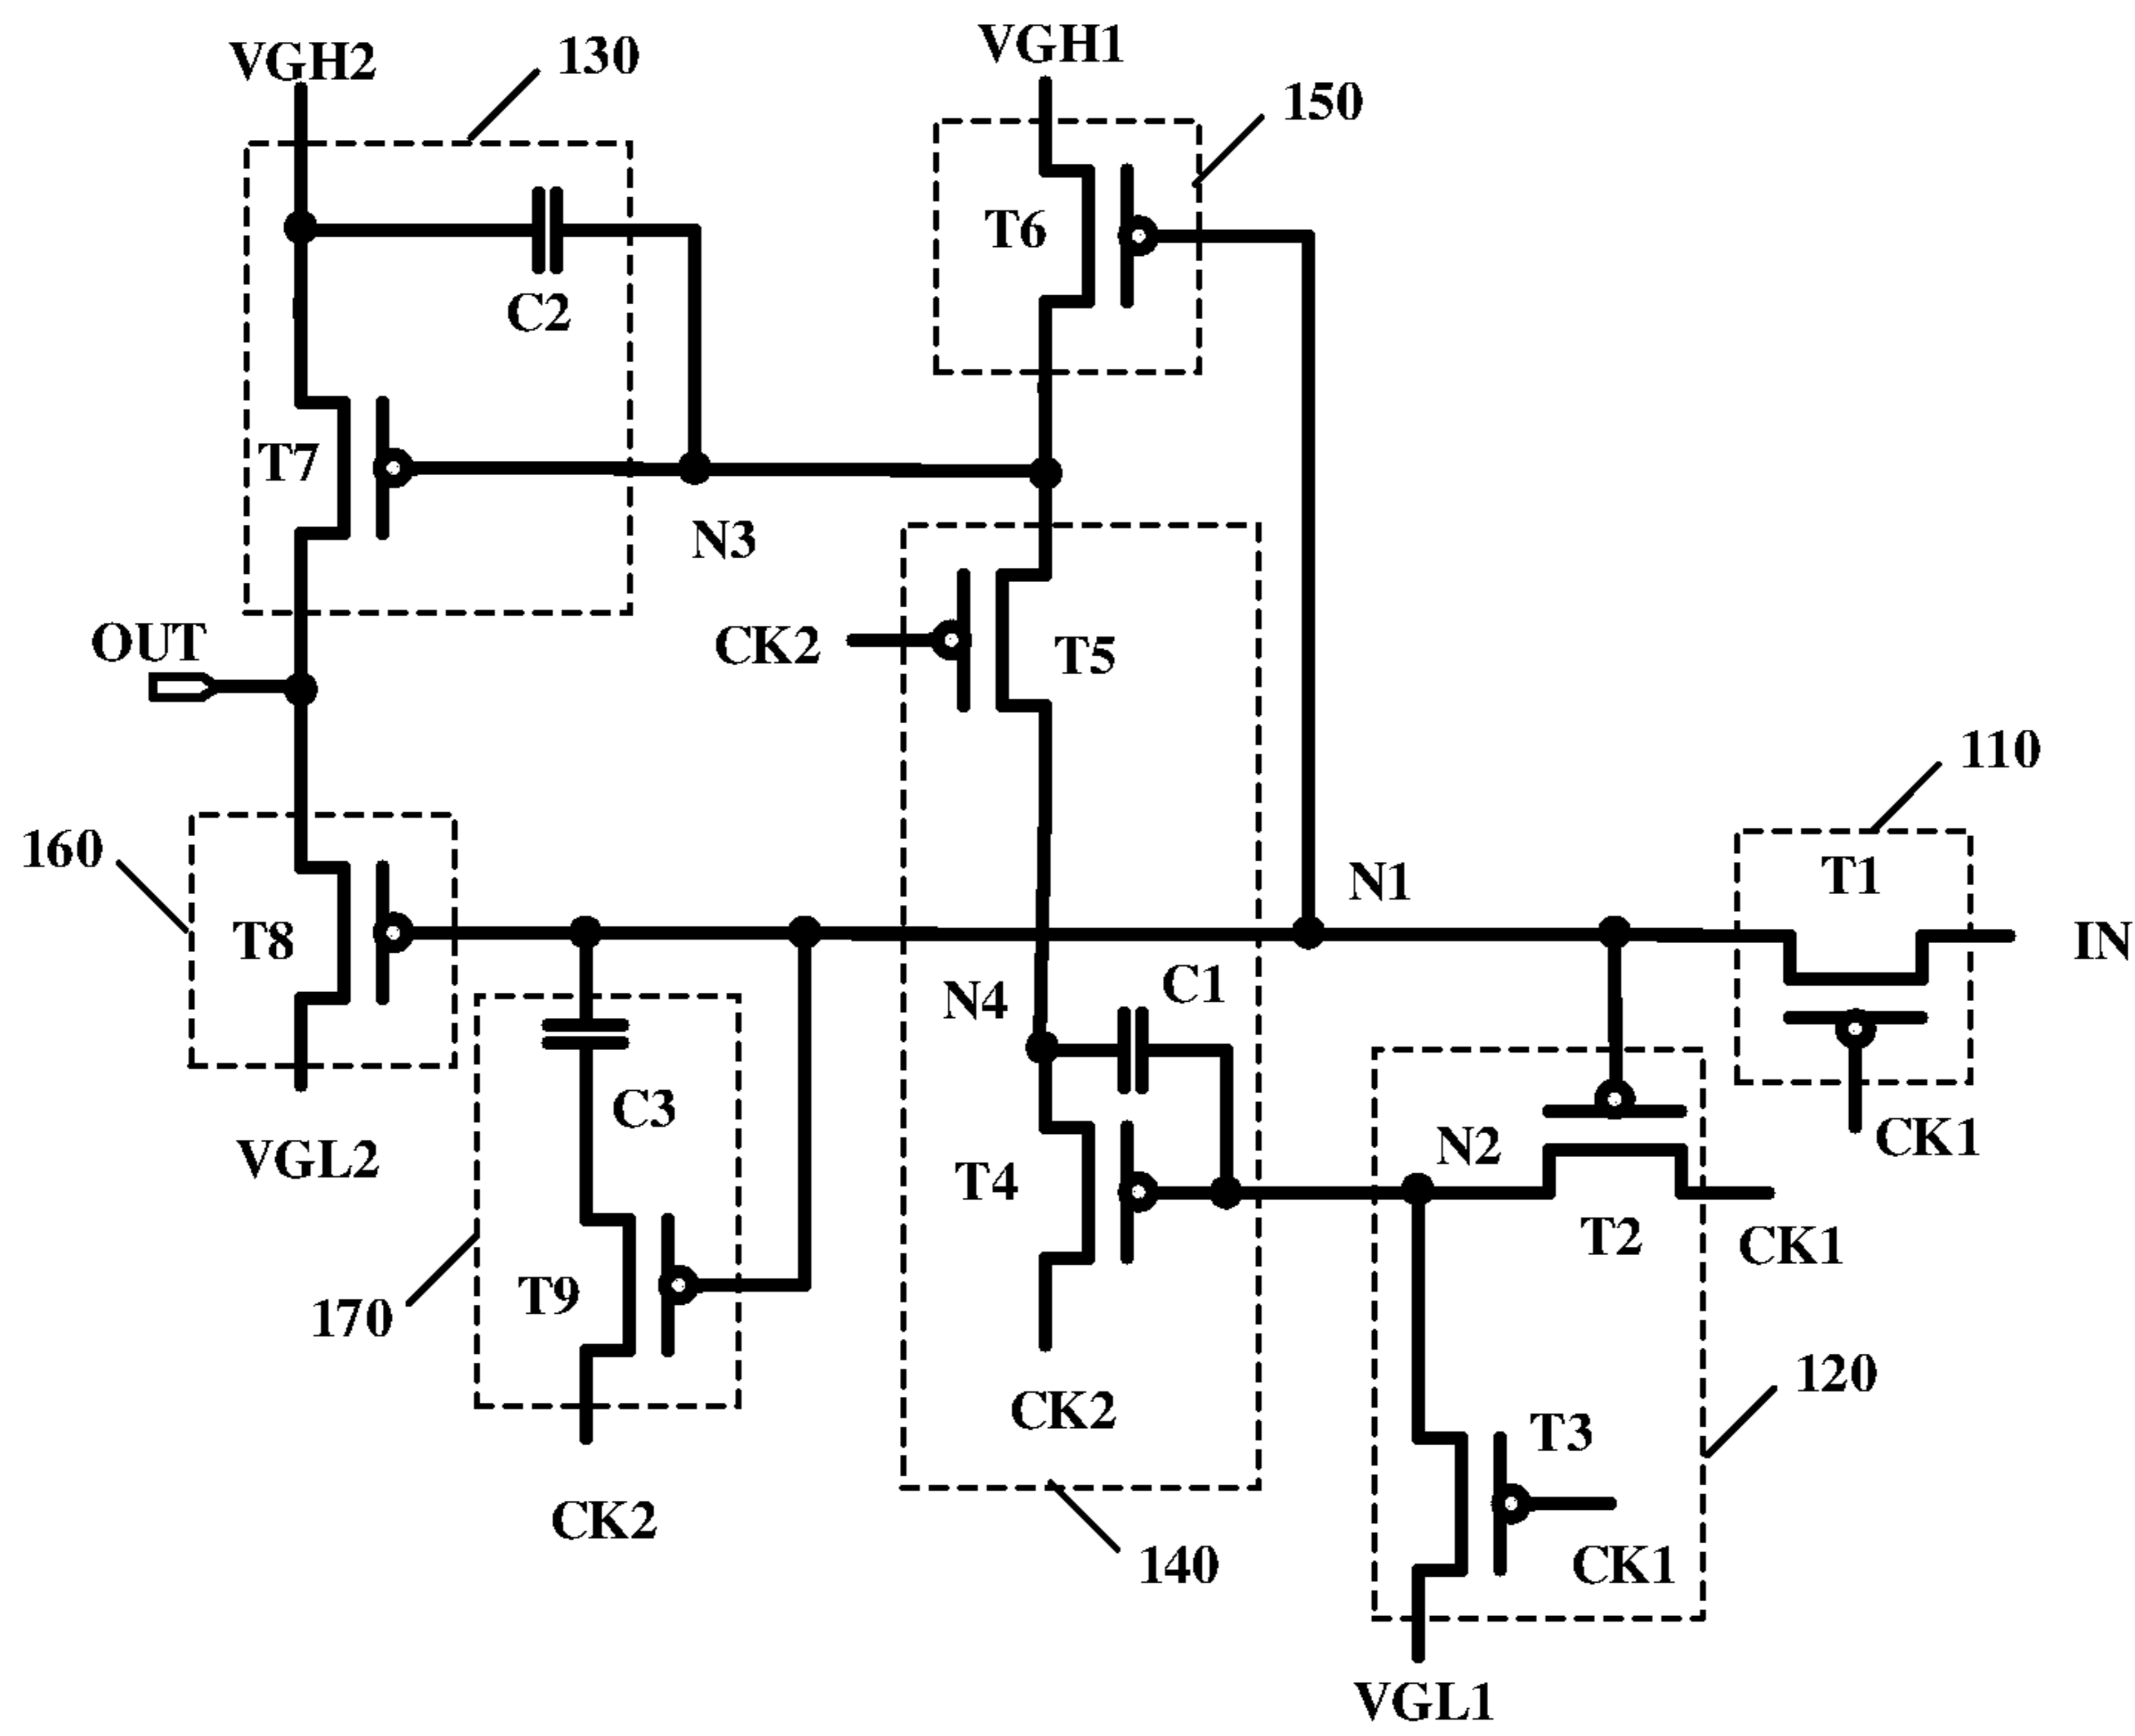 VGH1
VGH2
130
150
T6
C2
T7
N3
OUT
CK2
T5
110
160
N1
T1
T8
IN
N4
C1
C3
N2
CK1
VGL2
T4
T2
CK1
T9
170
120
CK2
T3
CK2
140
CK1
VGL1